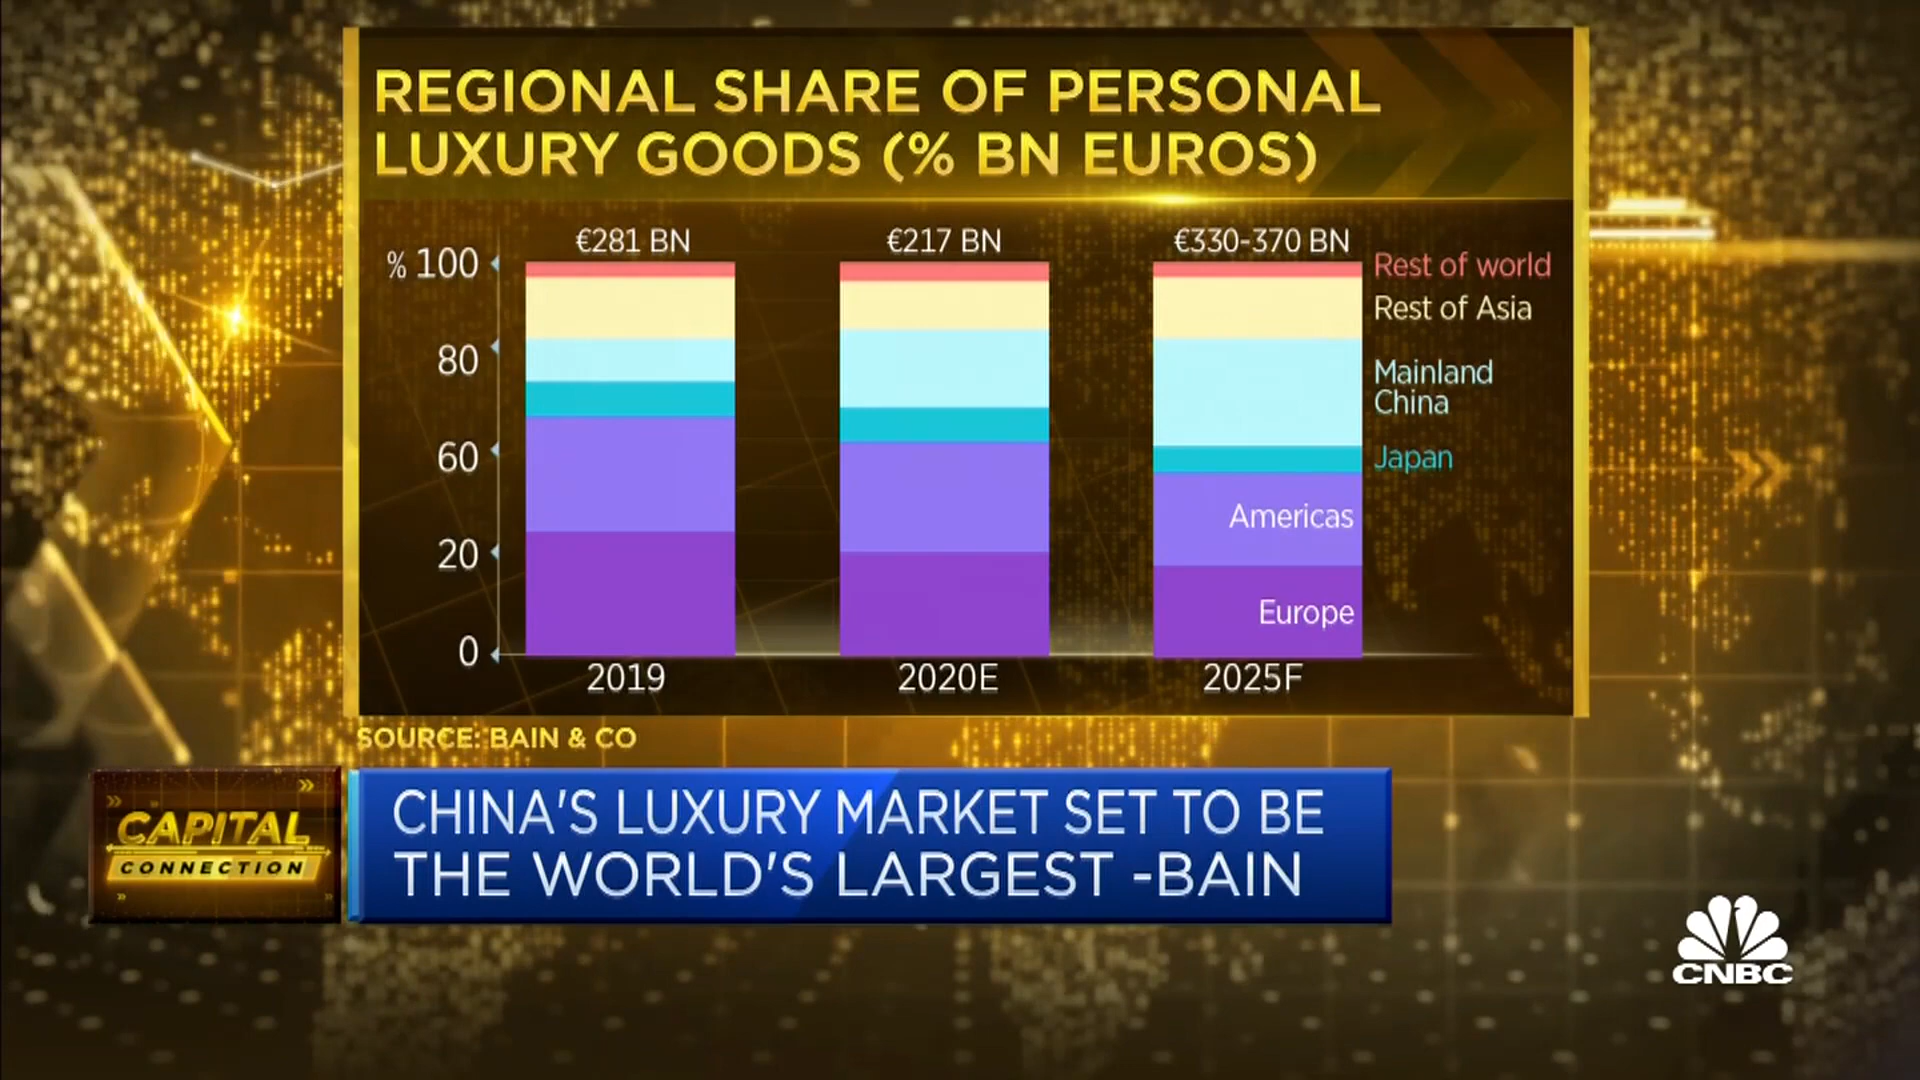 REGIONAL SHARE OF PERSONAL
LUXURY GOODS (% BN EUROS)
€281 BN
€217 BN
€330-370 BN
% 100
80
60
20
0
Rest of world
Rest of Asia
Mainland
China
Japan
Americas
Europe
2019
2020E
2025F
SOURCE: BAIN & CO
CAPITAL
CONNECTION
CHINA'S LUXURY MARKET SET TO BE
THE WORLD'S LARGEST -BAIN
CNBC